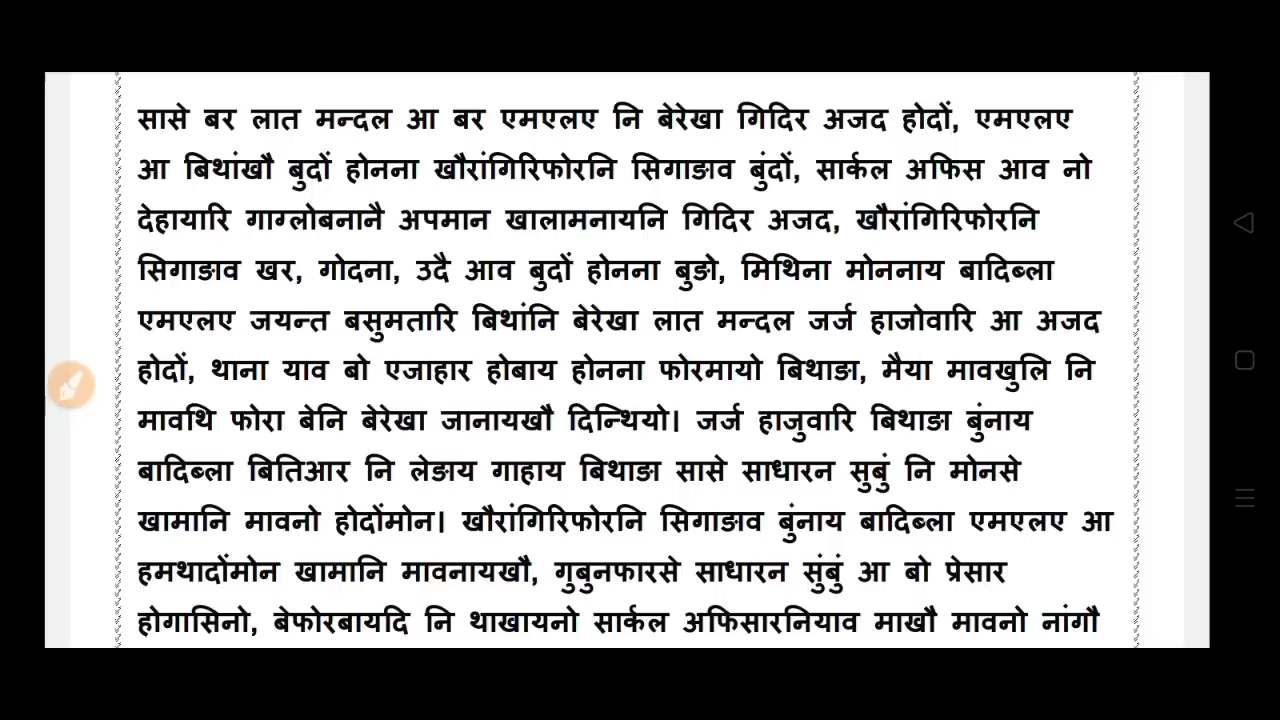 सासे बर लात मन्दल आ बर एमएलए नि बेरेखा गिदिर अजद होदों, एमएलए
आ बिथांखौ बुदों होनना खौरांगिरिफोरनि सिगाङाव बुंदों, सार्कल अफिस आव नो
देहायारि गाग्लोबनानै अपमान खालामनायनि गिदिर अजद, खौरांगिरिफोरनि
सिगाङाव खर, गोदना, उदै आव बुदों होनना बुङो, मिथिना मोननाय बादिब्ला
एमएलए जयन्त बसुमतारि बिथांनि बेरेखा लात मन्दल जर्ज हाजोवारि आ अजद
होदों, थाना याव बो एजाहार होबाय होनना फोरमायो बिथाङा, मैया मावखुलि नि
मावथि फोरा बेनि बेरेखा जानायखौ दिन्थियो। जर्ज हाजुवारि बिथाङा बुंनाय
बादिब्ला बितिआर नि लेङाय गाहाय बिथाङा सासे साधारन सुबुं नि मोनसे
खामानि मावनो होदोंमोन। खौरांगिरिफोरनि सिगाङाव बुंनाय बादिब्ला एमएलए आ
हमथादोंमोन खामानि मावनायखौ, गुबुनफारसे साधारन सुंबुं आ बो प्रेसार
होगासिनो, बेफोरबायदि नि थाखायनो सार्कल अफिसारनियाव माखौ मावनो नांगौ